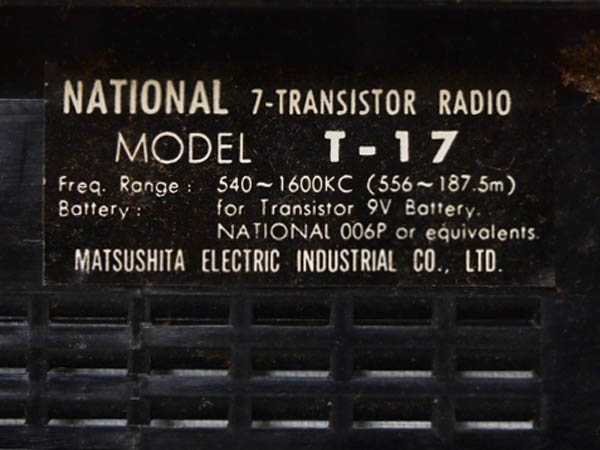 NATIONAL 7-TRANSISTOR RADIO
MODEL T-17
Freq. Range: 540~1600KC (556~187.5m)
Battery: for Transistor 9V Battery.
NATIONAL 006P or equivalents.
MATSUSHITA ELECTRIC INDUSTRIAL CO., LTD.